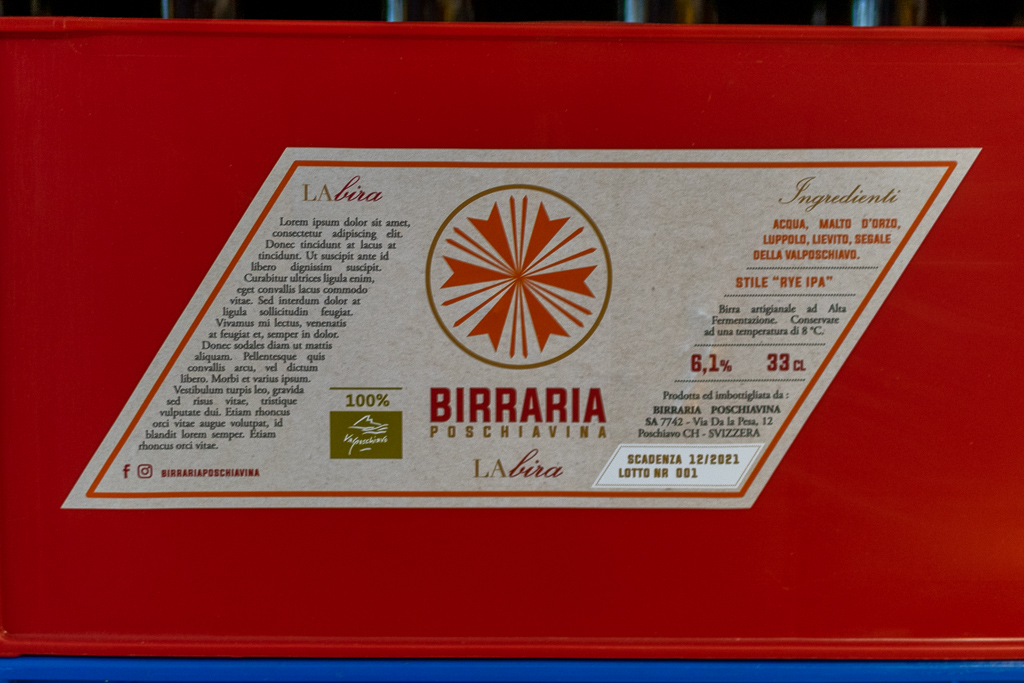 LAbira
Lorem ipsum dolor sit amet,
consectetur adipiscing elit.
Donec tincidunt at lacus at
tincidunt. Ut suscipit ante id
libero dignissim suscipit.
Curabitur ultrices ligula enim,
eget convallis lacus commodo
vitae. Sed interdum dolor at
ligula sollicitudin feugiat.
Vivamus mi lectus, venenatis
at feugiat et, semper in dolor.
Donec sodales diam ut mattis
aliquam. Pellentesque quis
convallis arcu, vel dictum
libero. Morbi et varius ipsum.
Vestibulum turpis leo, gravida
sed risus vitae, tristique
vulputate dui. Etiam rhoncus
orci vitae augue volutpat, id
blandit lorem semper. Etiam
rhoncus orci vitae.
BIRRARIAPOSCHIAVINA
100%
Valposchiavo
BIRRARIA
POSCHIAVINA
LAbira
Ingredienti
ACQUA, MALTO D'ORZO,
LUPPOLO, LIEVITO, SEGALE
DELLA VALPOSCHIAVO.
STILE "RYE IPA"
Birra artigianale ad Alta
Fermentazione. Conservare
ad una temperatura di 8 °C.
6,1% 33 CL
Prodotta ed imbottigliata da :
BIRRARIA POSCHIAVINA
SA 7742 - Via Da la Pesa, 12
Poschiavo CH - SVIZZERA
SCADENZA 12/2021
LOTTO NR 001